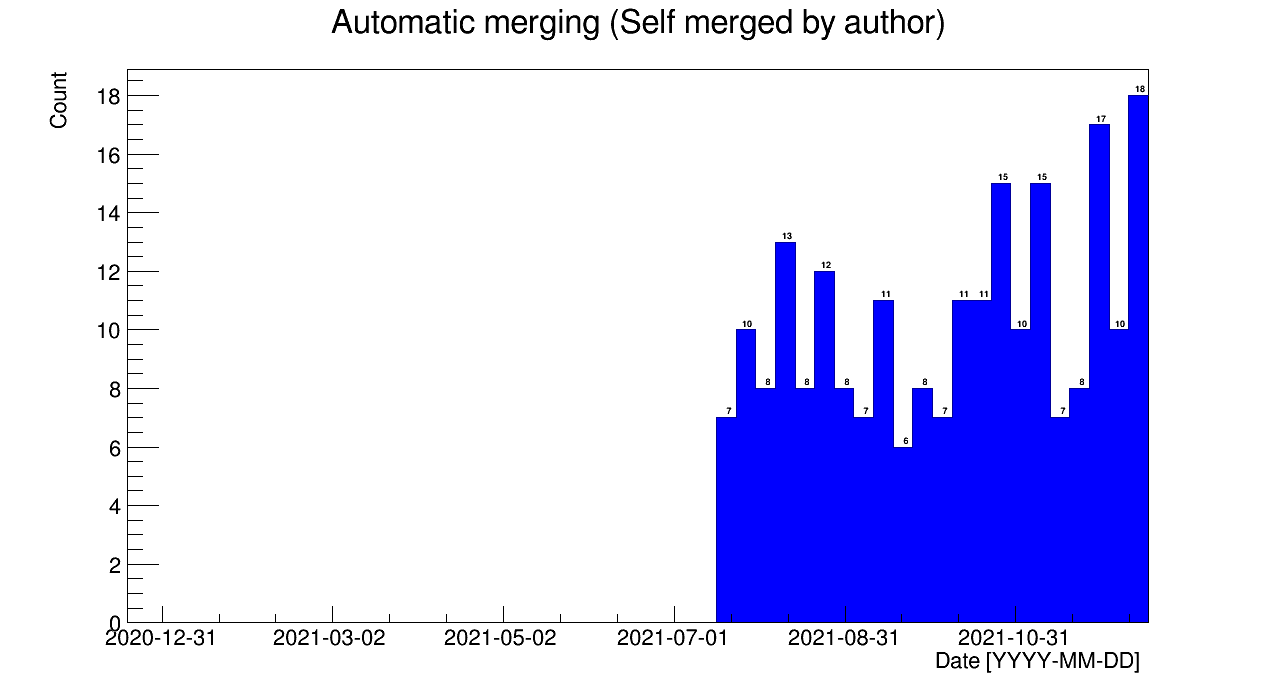 Automatic merging (Self merged by author)
Count
18
16
14
12
10
8
6
4
2
0
7 10 8 13 8 12 8 7 11 6 8 7 11 11 15 10 15 7 8 17 10 18
2020-12-31 2021-03-02 2021-05-02 2021-07-01 2021-08-31 2021-10-31
Date [YYYY-MM-DD]